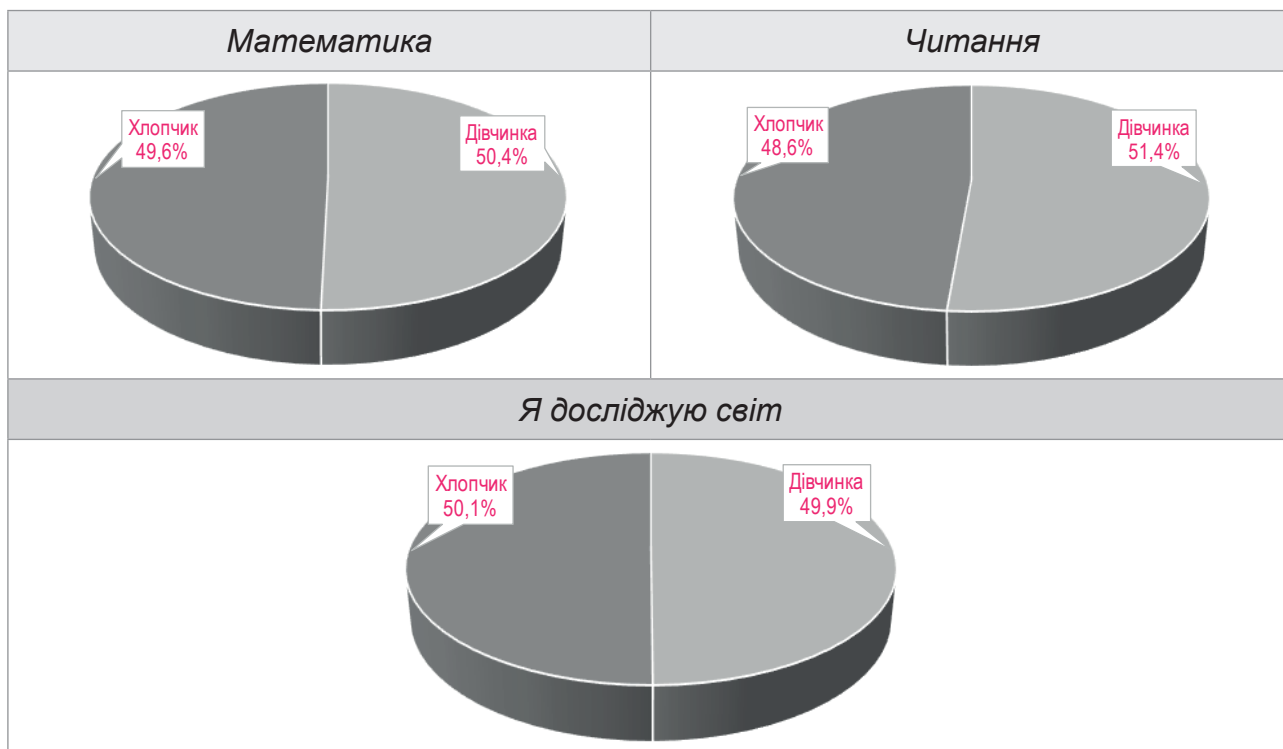 Математика
Читання
Хлопчик
49,6%
Дівчинка
50,4%
Хлопчик
48,6%
Дівчинка
51,4%
Я досліджую світ
Хлопчик
50,1%
Дівчинка
49,9%